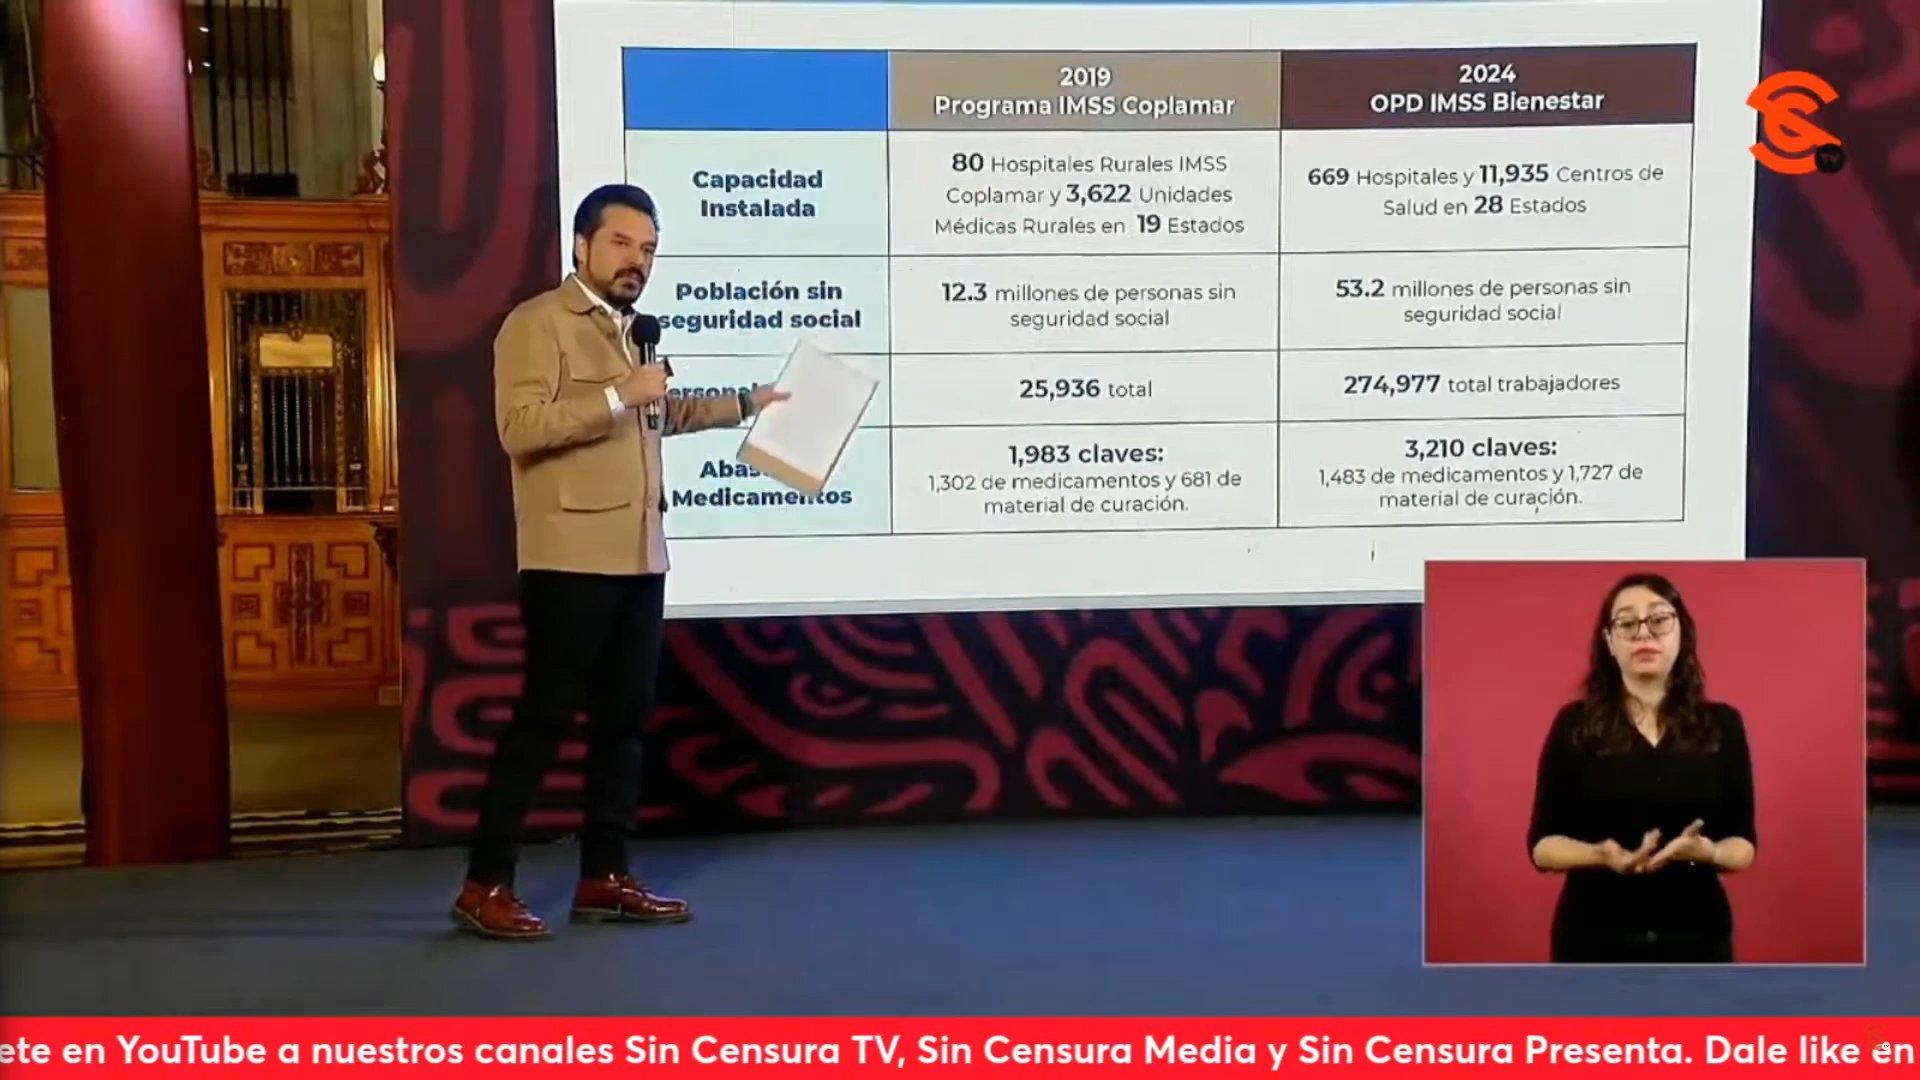 2019
Programa IMSS Coplamar
2024
OPD IMSS Bienestar
Capacidad
Instalada
80 Hospitales Rurales IMSS
Coplamar y 3,622 Unidades
Médicas Rurales en 19 Estados
669 Hospitales y 11,935 Centros de
Salud en 28 Estados
Población sin
seguridad social
12.3 millones de personas sin
seguridad social
53.2 millones de personas sin
seguridad social
25,936 total
274,977 total trabajadores
Medicamentos
1,983 claves:
1,302 de medicamentos y 681 de
material de curación.
3,210 claves:
1,483 de medicamentos y 1,727 de
material de curación.
TV
ete en YouTube a nuestros canales Sin Censura TV, Sin Censura Media y Sin Censura Presenta. Dale like en